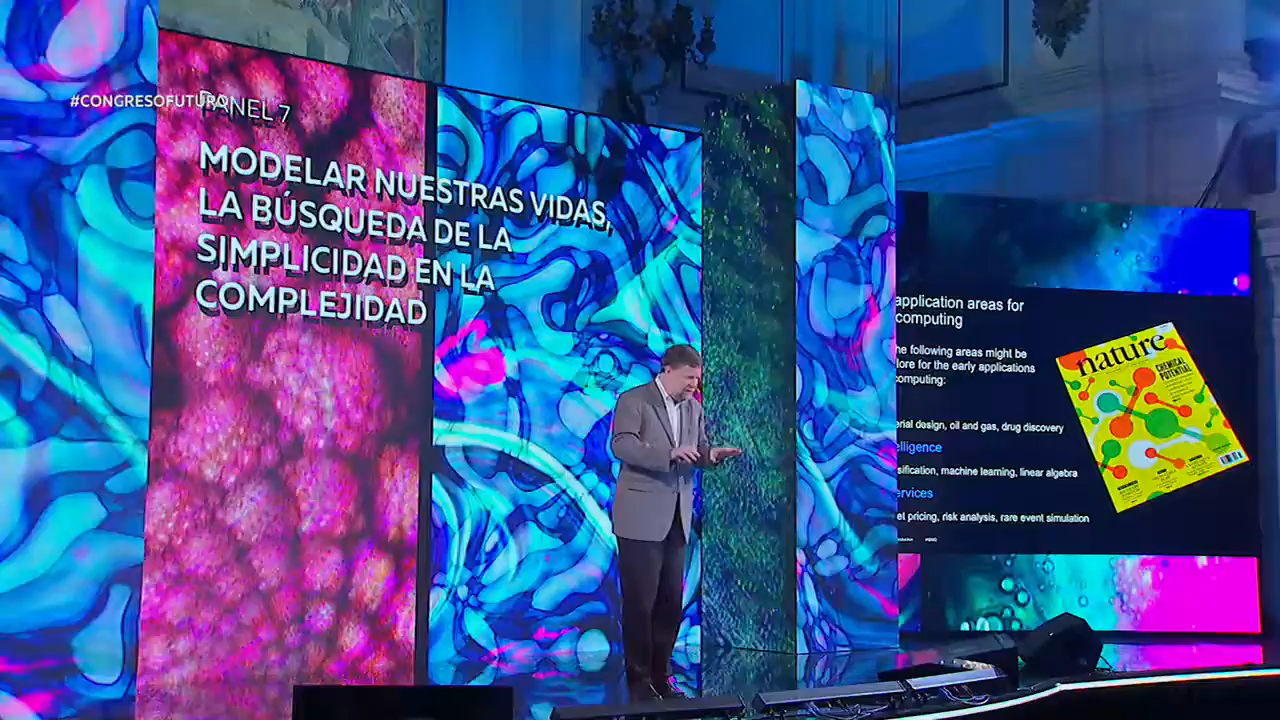 #CONGRESOFUTURO
PANEL 7
MODELAR NUESTRAS VIDAS,
LA BÚSQUEDA DE LA
SIMPLICIDAD EN LA
COMPLEJIDAD
application areas for
computing
following areas might be
for the early applications
computing:
design, oil and gas, drug discovery
machine learning, linear algebra
pricing, risk analysis, rare event simulation
nature
CHEMICAL
POTENTIAL